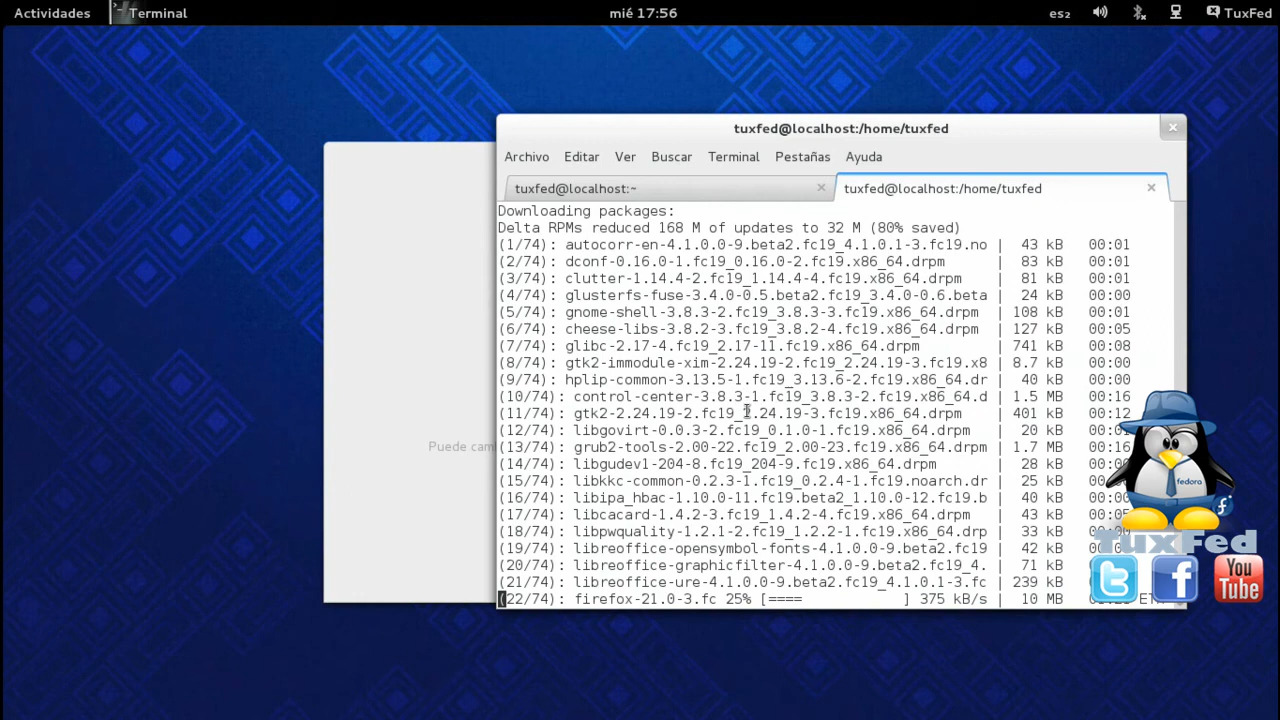 Actividades Terminal mié 17:56 es₂ TuxFed
tuxfed@localhost:/home/tuxfed
Archivo Editar Ver Buscar Terminal Pestañas Ayuda
tuxfed@localhost:~ tuxfed@localhost:/home/tuxfed
Downloading packages:
Delta RPMs reduced 168 M of updates to 32 M (80% saved)
(1/74): autocorr-en-4.1.0.0-9.beta2.fc19_4.1.0.1-3.fc19.no | 43 kB 00:01
(2/74): dconf-0.16.0-1.fc19_0.16.0-2.fc19.x86_64.drpm | 83 kB 00:01
(3/74): clutter-1.14.4-2.fc19_1.14.4-4.fc19.x86_64.drpm | 81 kB 00:01
(4/74): glusterfs-fuse-3.4.0-0.5.beta2.fc19_3.4.0-0.6.beta | 24 kB 00:00
(5/74): gnome-shell-3.8.3-2.fc19_3.8.3-3.fc19.x86_64.drpm | 108 kB 00:01
(6/74): cheese-libs-3.8.2-3.fc19_3.8.2-4.fc19.x86_64.drpm | 127 kB 00:05
(7/74): glibc-2.17-4.fc19_2.17-11.fc19.x86_64.drpm | 741 kB 00:08
(8/74): gtk2-immodule-xim-2.24.19-2.fc19_2.24.19-3.fc19.x8 | 8.7 kB 00:00
(9/74): hplip-common-3.13.5-1.fc19_3.13.6-2.fc19.x86_64.dr | 40 kB 00:00
(10/74): control-center-3.8.3-1.fc19_3.8.3-2.fc19.x86_64.d | 1.5 MB 00:16
(11/74): gtk2-2.24.19-2.fc19_2.24.19-3.fc19.x86_64.drpm | 401 kB 00:12
(12/74): libgovirt-0.0.3-2.fc19_0.1.0-1.fc19.x86_64.drpm | 20 kB
Puede cam
(13/74): grub2-tools-2.00-22.fc19_2.00-23.fc19.x86_64.drpm | 1.7 MB 00:16
(14/74): libgudev1-204-8.fc19_204-9.fc19.x86_64.drpm | 28 kB
(15/74): libkkc-common-0.2.3-1.fc19_0.2.4-1.fc19.noarch.dr | 25 kB
(16/74): libipa_hbac-1.10.0-11.fc19.beta2_1.10.0-12.fc19.b | 40 kB
(17/74): libcacard-1.4.2-3.fc19_1.4.2-4.fc19.x86_64.drpm | 43 kB
(18/74): libpwquality-1.2.1-2.fc19_1.2.2-1.fc19.x86_64.drp | 33 kB
(19/74): libreoffice-opensymbol-fonts-4.1.0.0-9.beta2.fc19 | 42 kB
(20/74): libreoffice-graphicfilter-4.1.0.0-9.beta2.fc19_4. | 71 kB
(21/74): libreoffice-ure-4.1.0.0-9.beta2.fc19_4.1.0.1-3.fc | 239 kB
(22/74): firefox-21.0-3.fc 25% [==== ] 375 kB/s | 10 MB
fedora
TuxFed
You
Tube